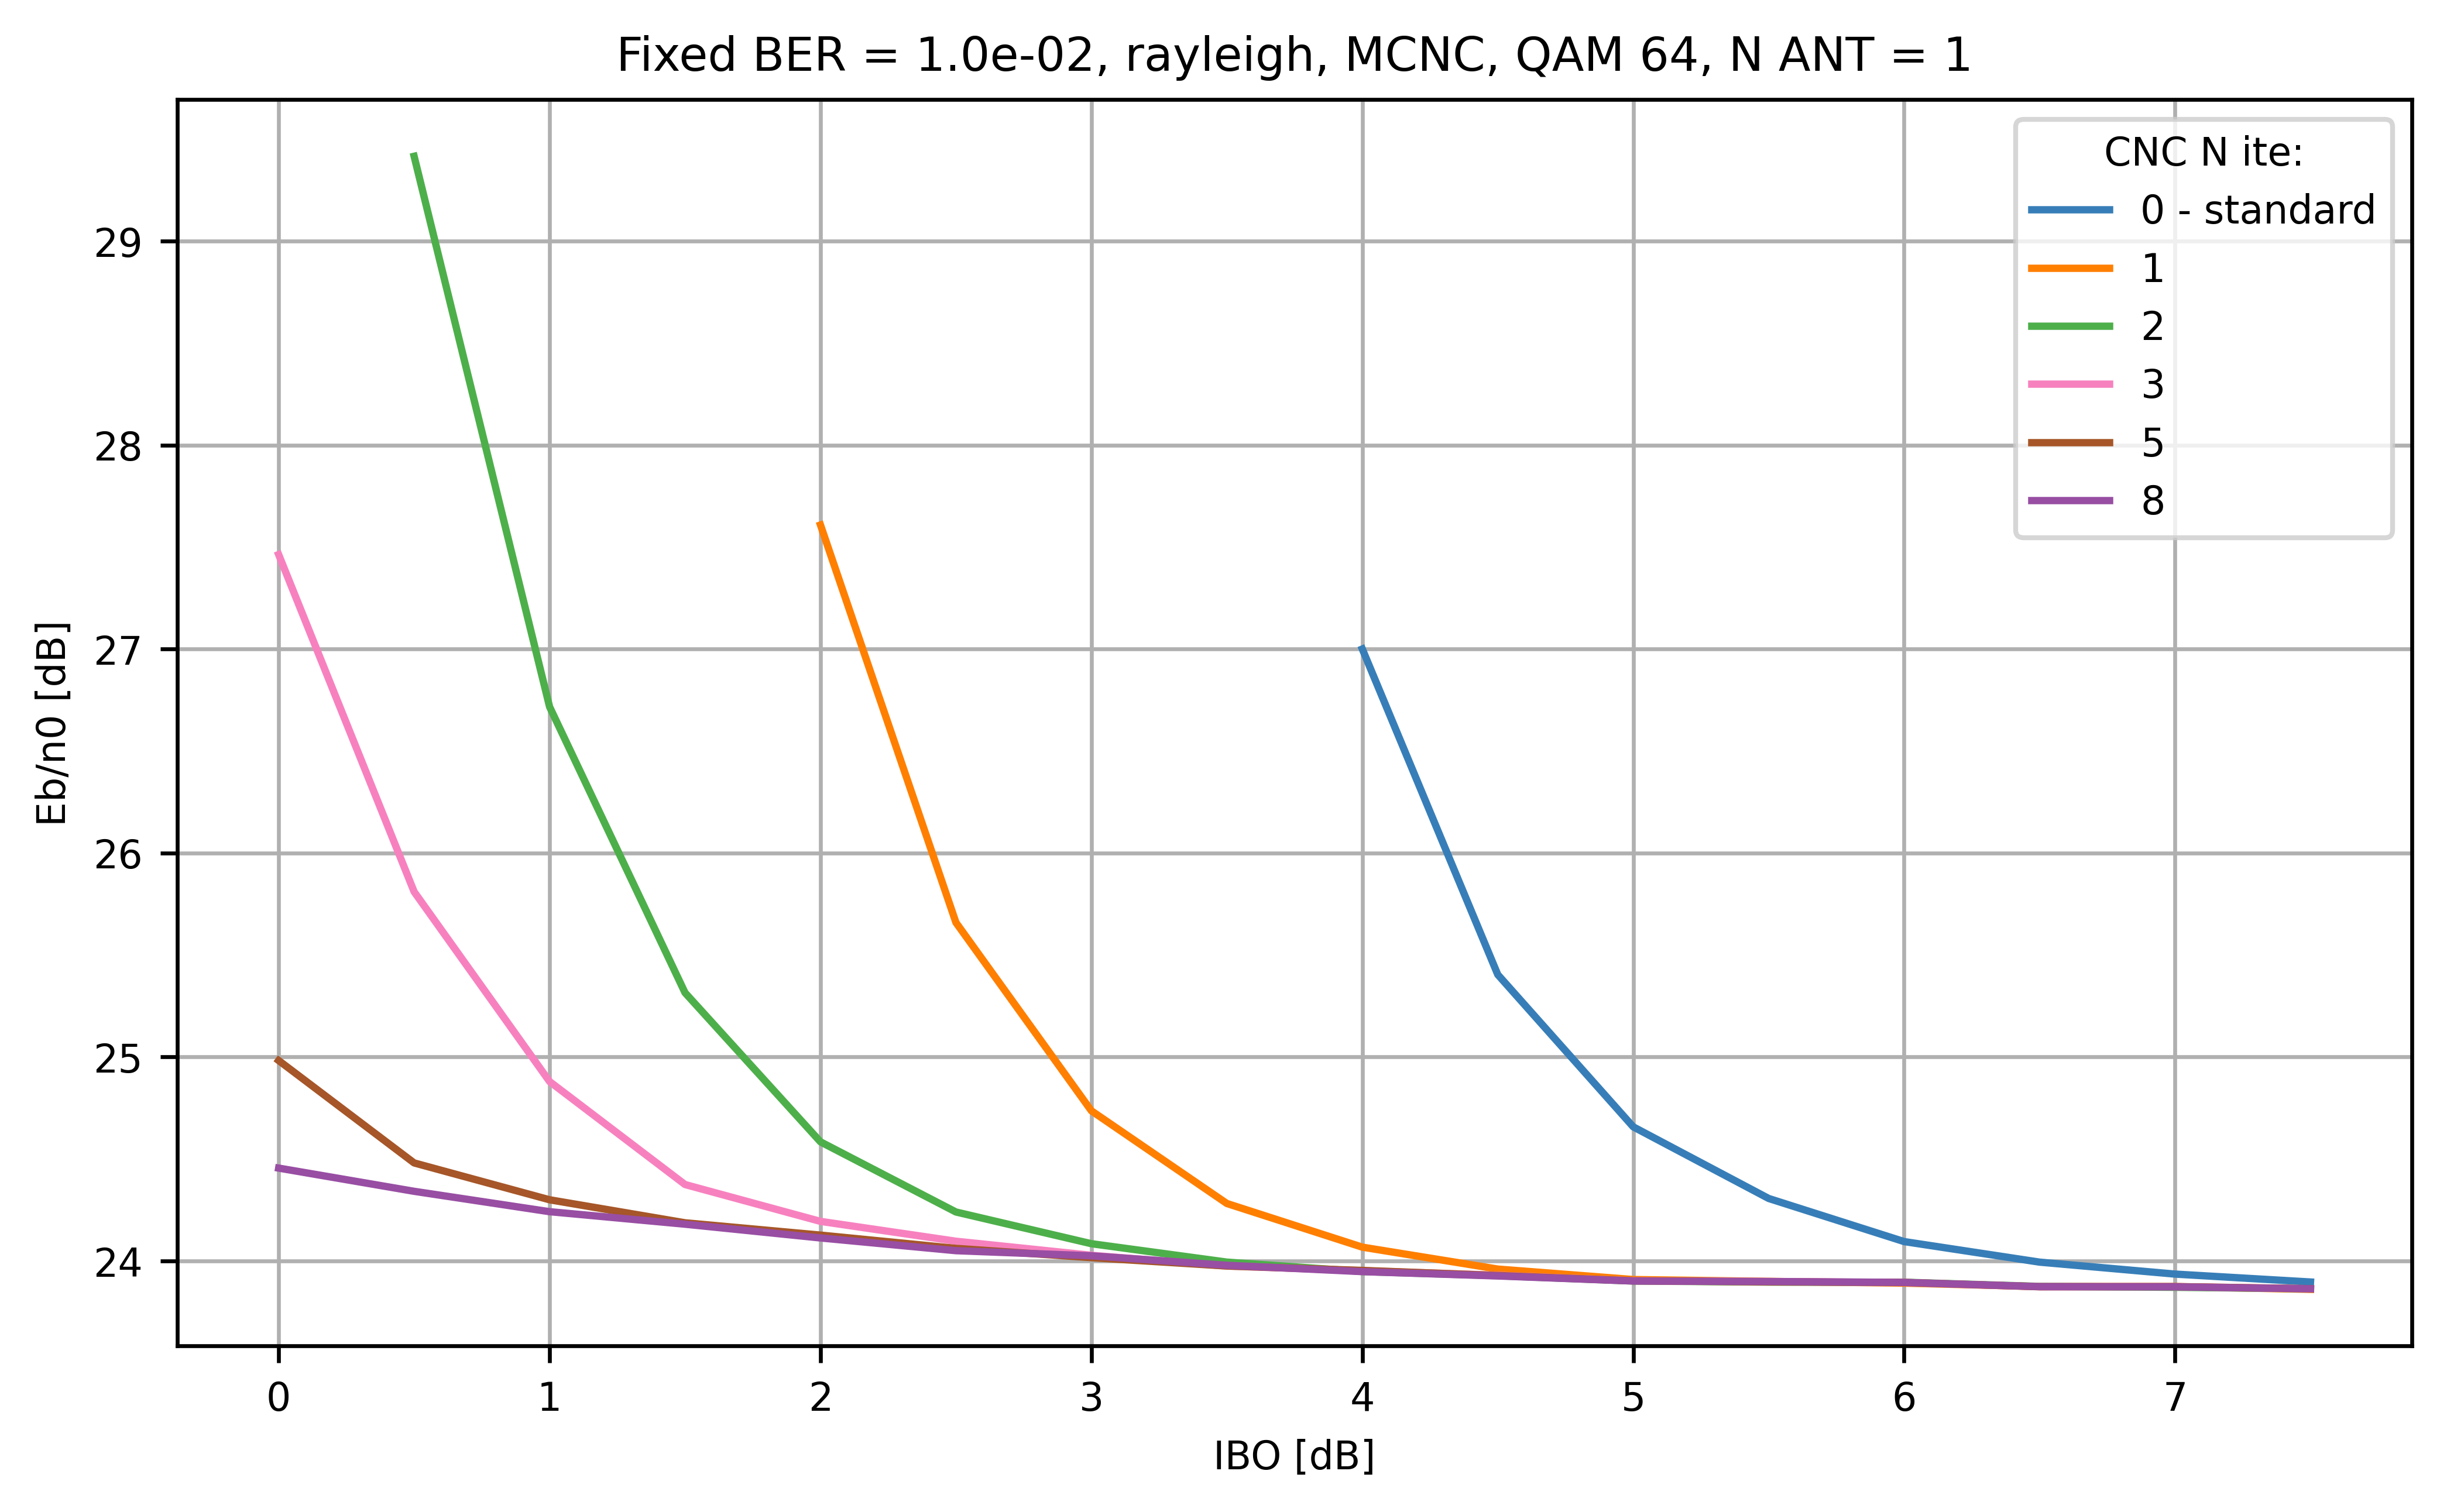 Fixed BER = 1.0e-02, rayleigh, MCNC, QAM 64, N ANT = 1
CNC N ite:
0 - standard
1
2
3
5
8
Eb/n0 [dB]
29
28
27
26
25
24
0 1 2 3 4 5 6 7
IBO [dB]